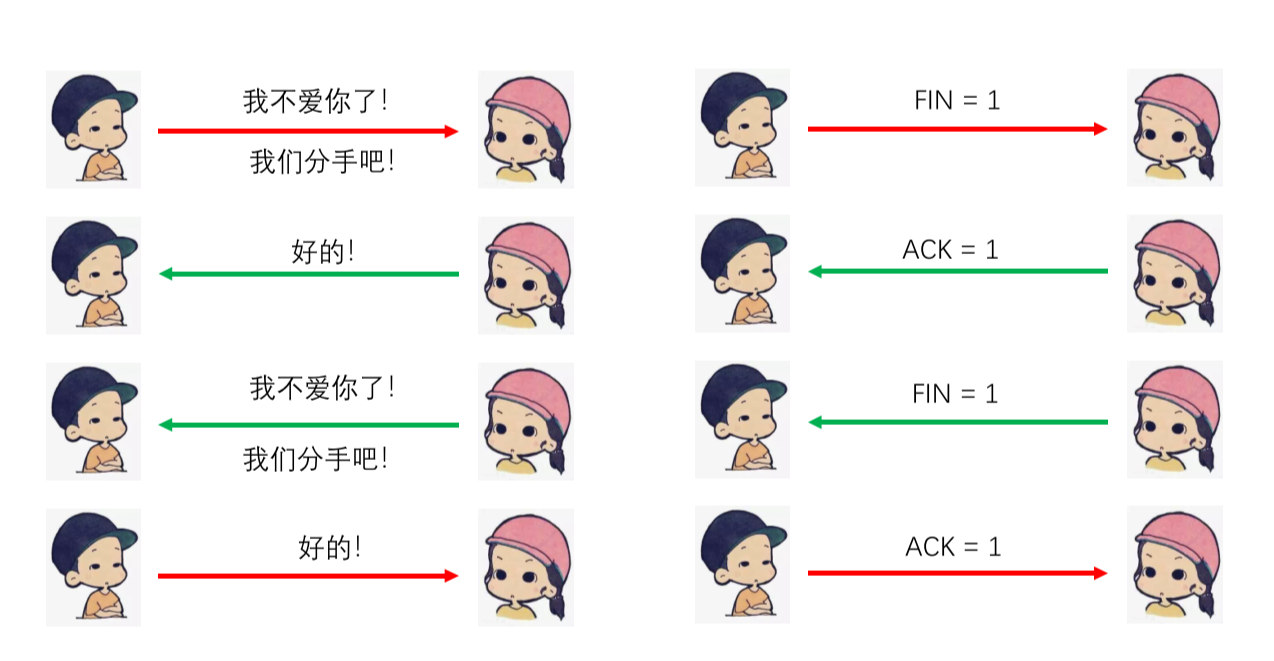 我不爱你了!
我们分手吧!
好的!
我不爱你了!
我们分手吧!
好的!
FIN = 1
ACK = 1
FIN = 1
ACK = 1